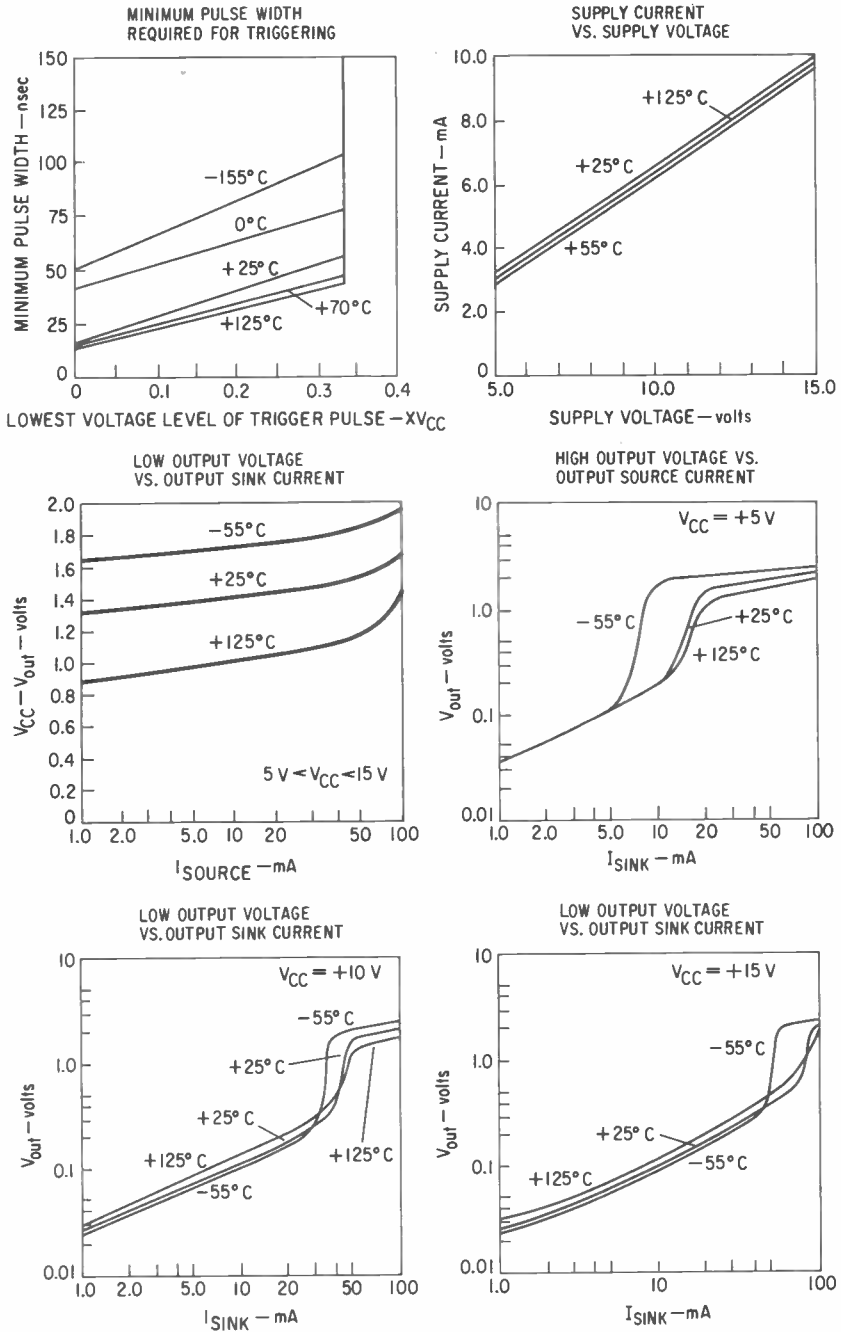 MINIMUM PULSE WIDTH
REQUIRED FOR TRIGGERING
MINIMUM PULSE WIDTH — nsec
150
125
100
75
50
25
0
-155°C
0°C
+25°C
+70°C
+125°C
0 0.1 0.2 0.3 0.4
LOWEST VOLTAGE LEVEL OF TRIGGER PULSE — XVCC
SUPPLY CURRENT
VS. SUPPLY VOLTAGE
SUPPLY CURRENT — mA
10.0
8.0
6.0
4.0
2.0
0
+125°C
+25°C
+55°C
5.0 10.0 15.0
SUPPLY VOLTAGE — volts
LOW OUTPUT VOLTAGE
VS. OUTPUT SINK CURRENT
VCC — Vout — volts
2.0
1.8
1.6
1.4
1.2
1.0
0.8
0.6
0.4
0.2
0
-55°C
+25°C
+125°C
5 V < VCC < 15 V
1.0 2.0 5.0 10 20 50 100
ISOURCE — mA
HIGH OUTPUT VOLTAGE VS.
OUTPUT SOURCE CURRENT
Vout — volts
10
1.0
0.1
0.01
VCC = +5 V
-55°C
+25°C
+125°C
1.0 2.0 5.0 10 20 50 100
ISINK — mA
LOW OUTPUT VOLTAGE
VS. OUTPUT SINK CURRENT
Vout — volts
10
1.0
0.1
0.01
VCC = +10 V
-55°C
+25°C
+25°C
+125°C
+125°C
-55°C
1.0 2.0 5.0 10 20 50 100
ISINK — mA
LOW OUTPUT VOLTAGE
VS. OUTPUT SINK CURRENT
Vout — volts
10
1.0
0.1
0.01
VCC = +15 V
-55°C
+25°C
-55°C
+125°C
1.0 10 100
ISINK — mA